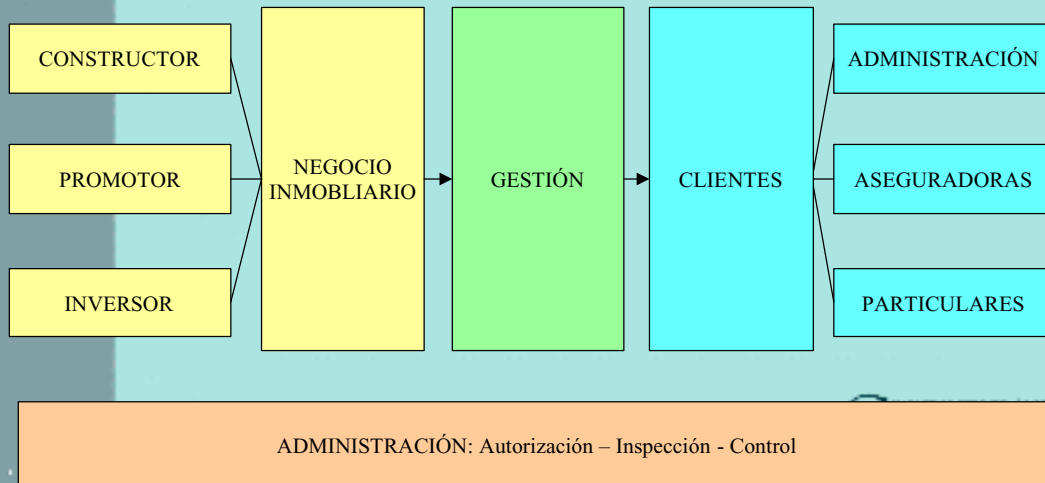 CONSTRUCTOR
PROMOTOR
INVERSOR
NEGOCIO
INMOBLIARIO
GESTIÓN
CLIENTES
ADMINISTRACIÓN
ASEGURADORAS
PARTICULARES
ADMINISTRACIÓN: Autorización – Inspección - Control